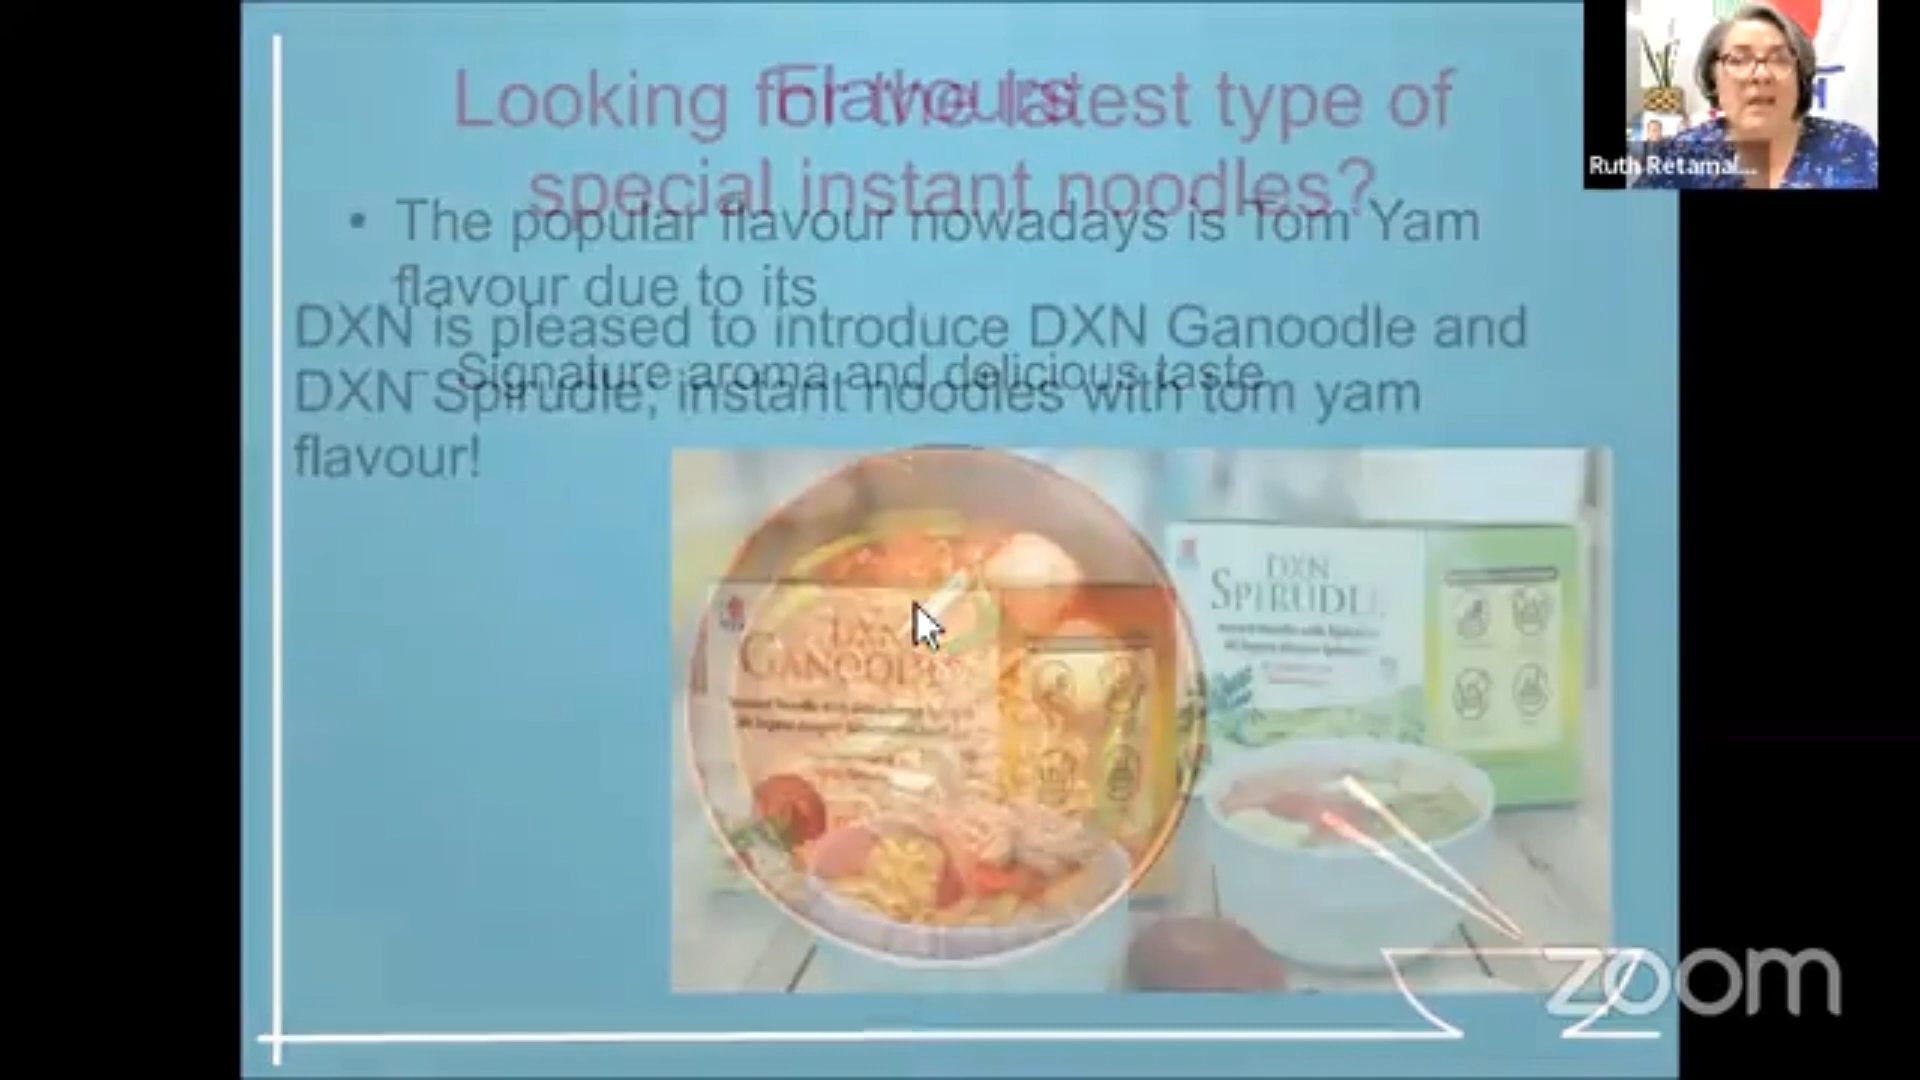 Flavours
Looking for the latest type of
special instant noodles?
• The popular flavour nowadays is Tom Yam
flavour due to its
DXN is pleased to introduce DXN Ganoodle and
– Signature aroma and delicious taste
DXN Spirudle, instant noodles with tom yam
flavour!
DXN
SPIRUDLE
DXN
GANOODLE
Ruth Retamal...
zoom